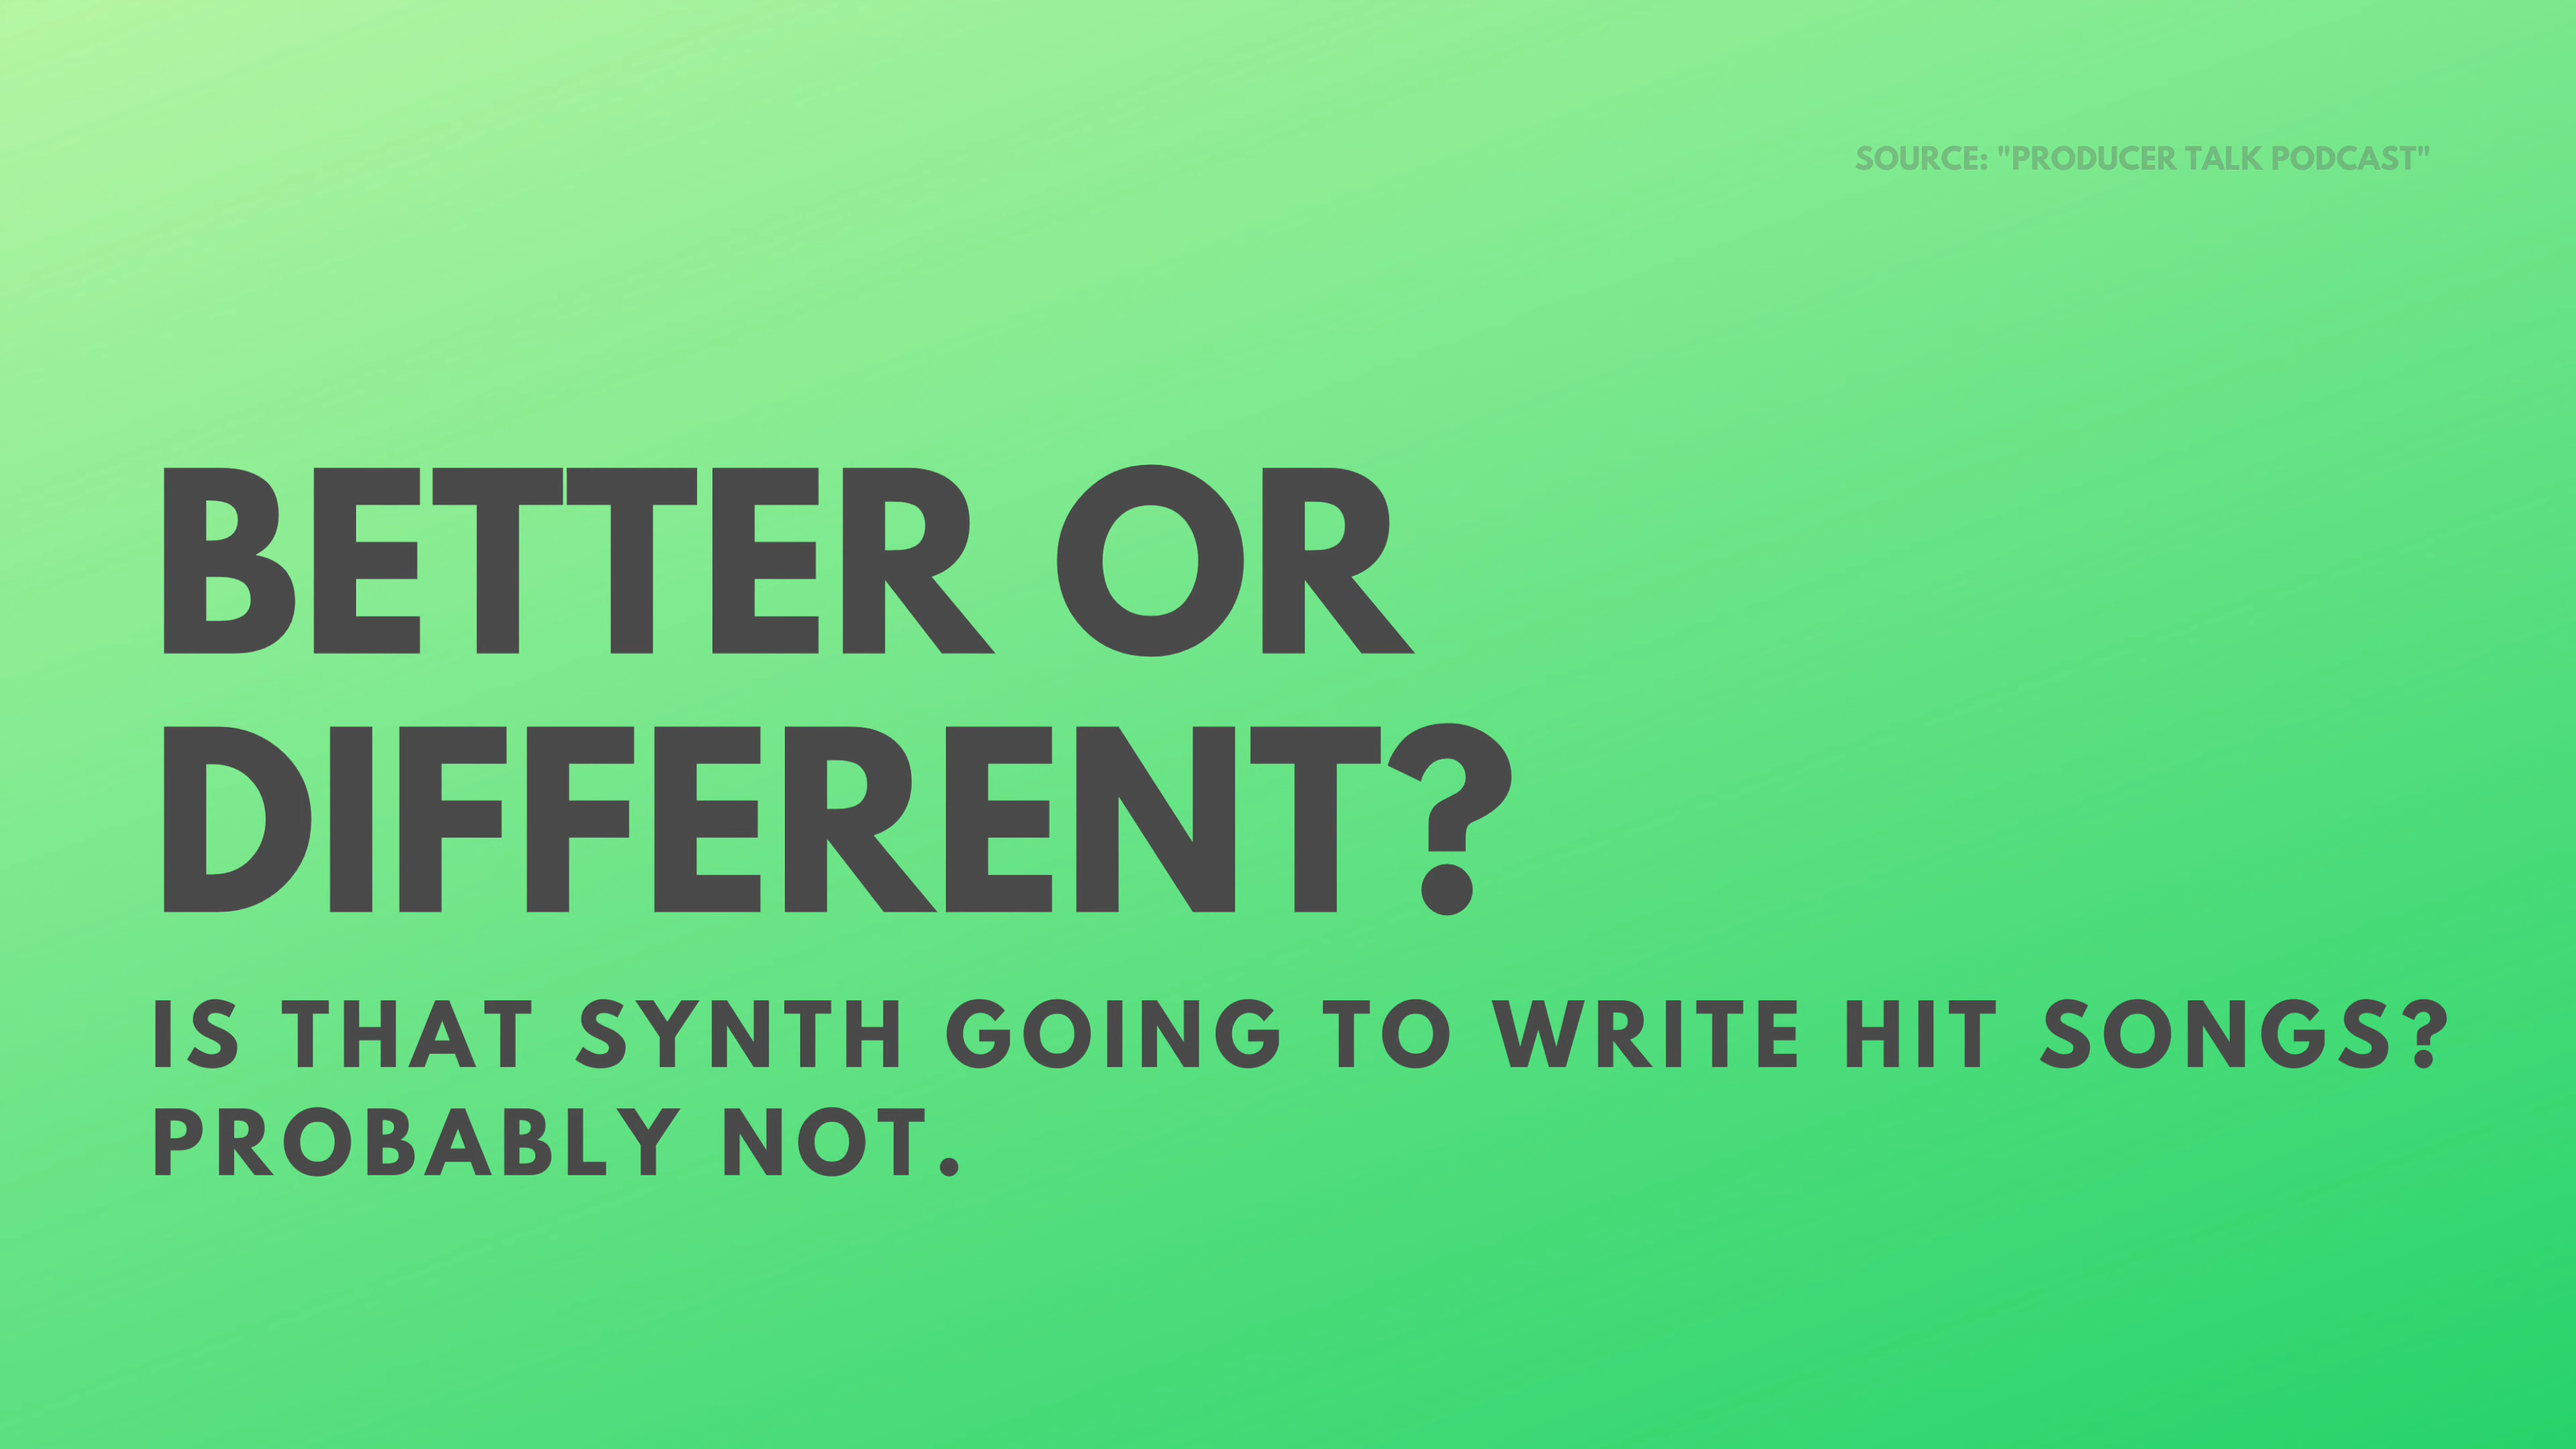 SOURCE: "PRODUCER TALK PODCAST"
BETTER OR
DIFFERENT?
IS THAT SYNTH GOING TO WRITE HIT SONGS?
PROBABLY NOT.